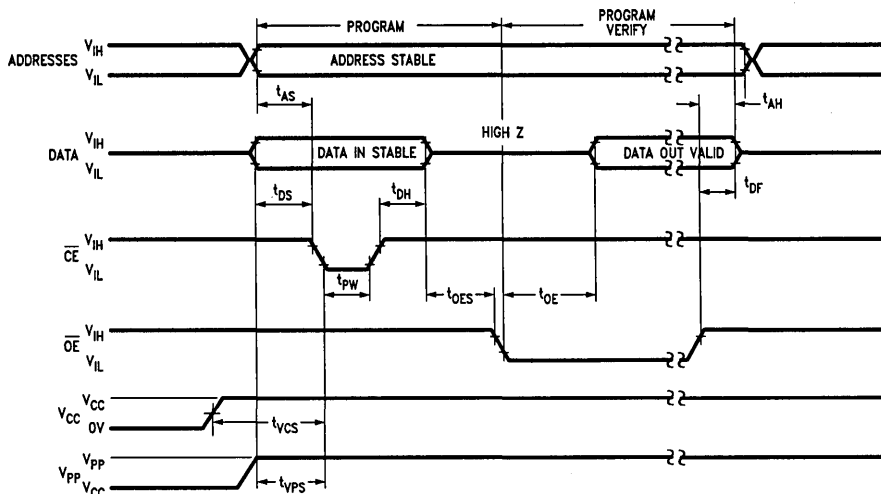 PROGRAM
PROGRAM
VERIFY
ADDRESSES
VIH
VIL
ADDRESS STABLE
tAS
tAH
HIGH Z
DATA
VIH
VIL
DATA IN STABLE
DATA OUT VALID
tDS
tDH
tDF
CE
VIH
VIL
tPW
tOES
tOE
OE
VIH
VIL
VCC
VCC
0V
tVCS
VPP
VPP
VCC
tVPS